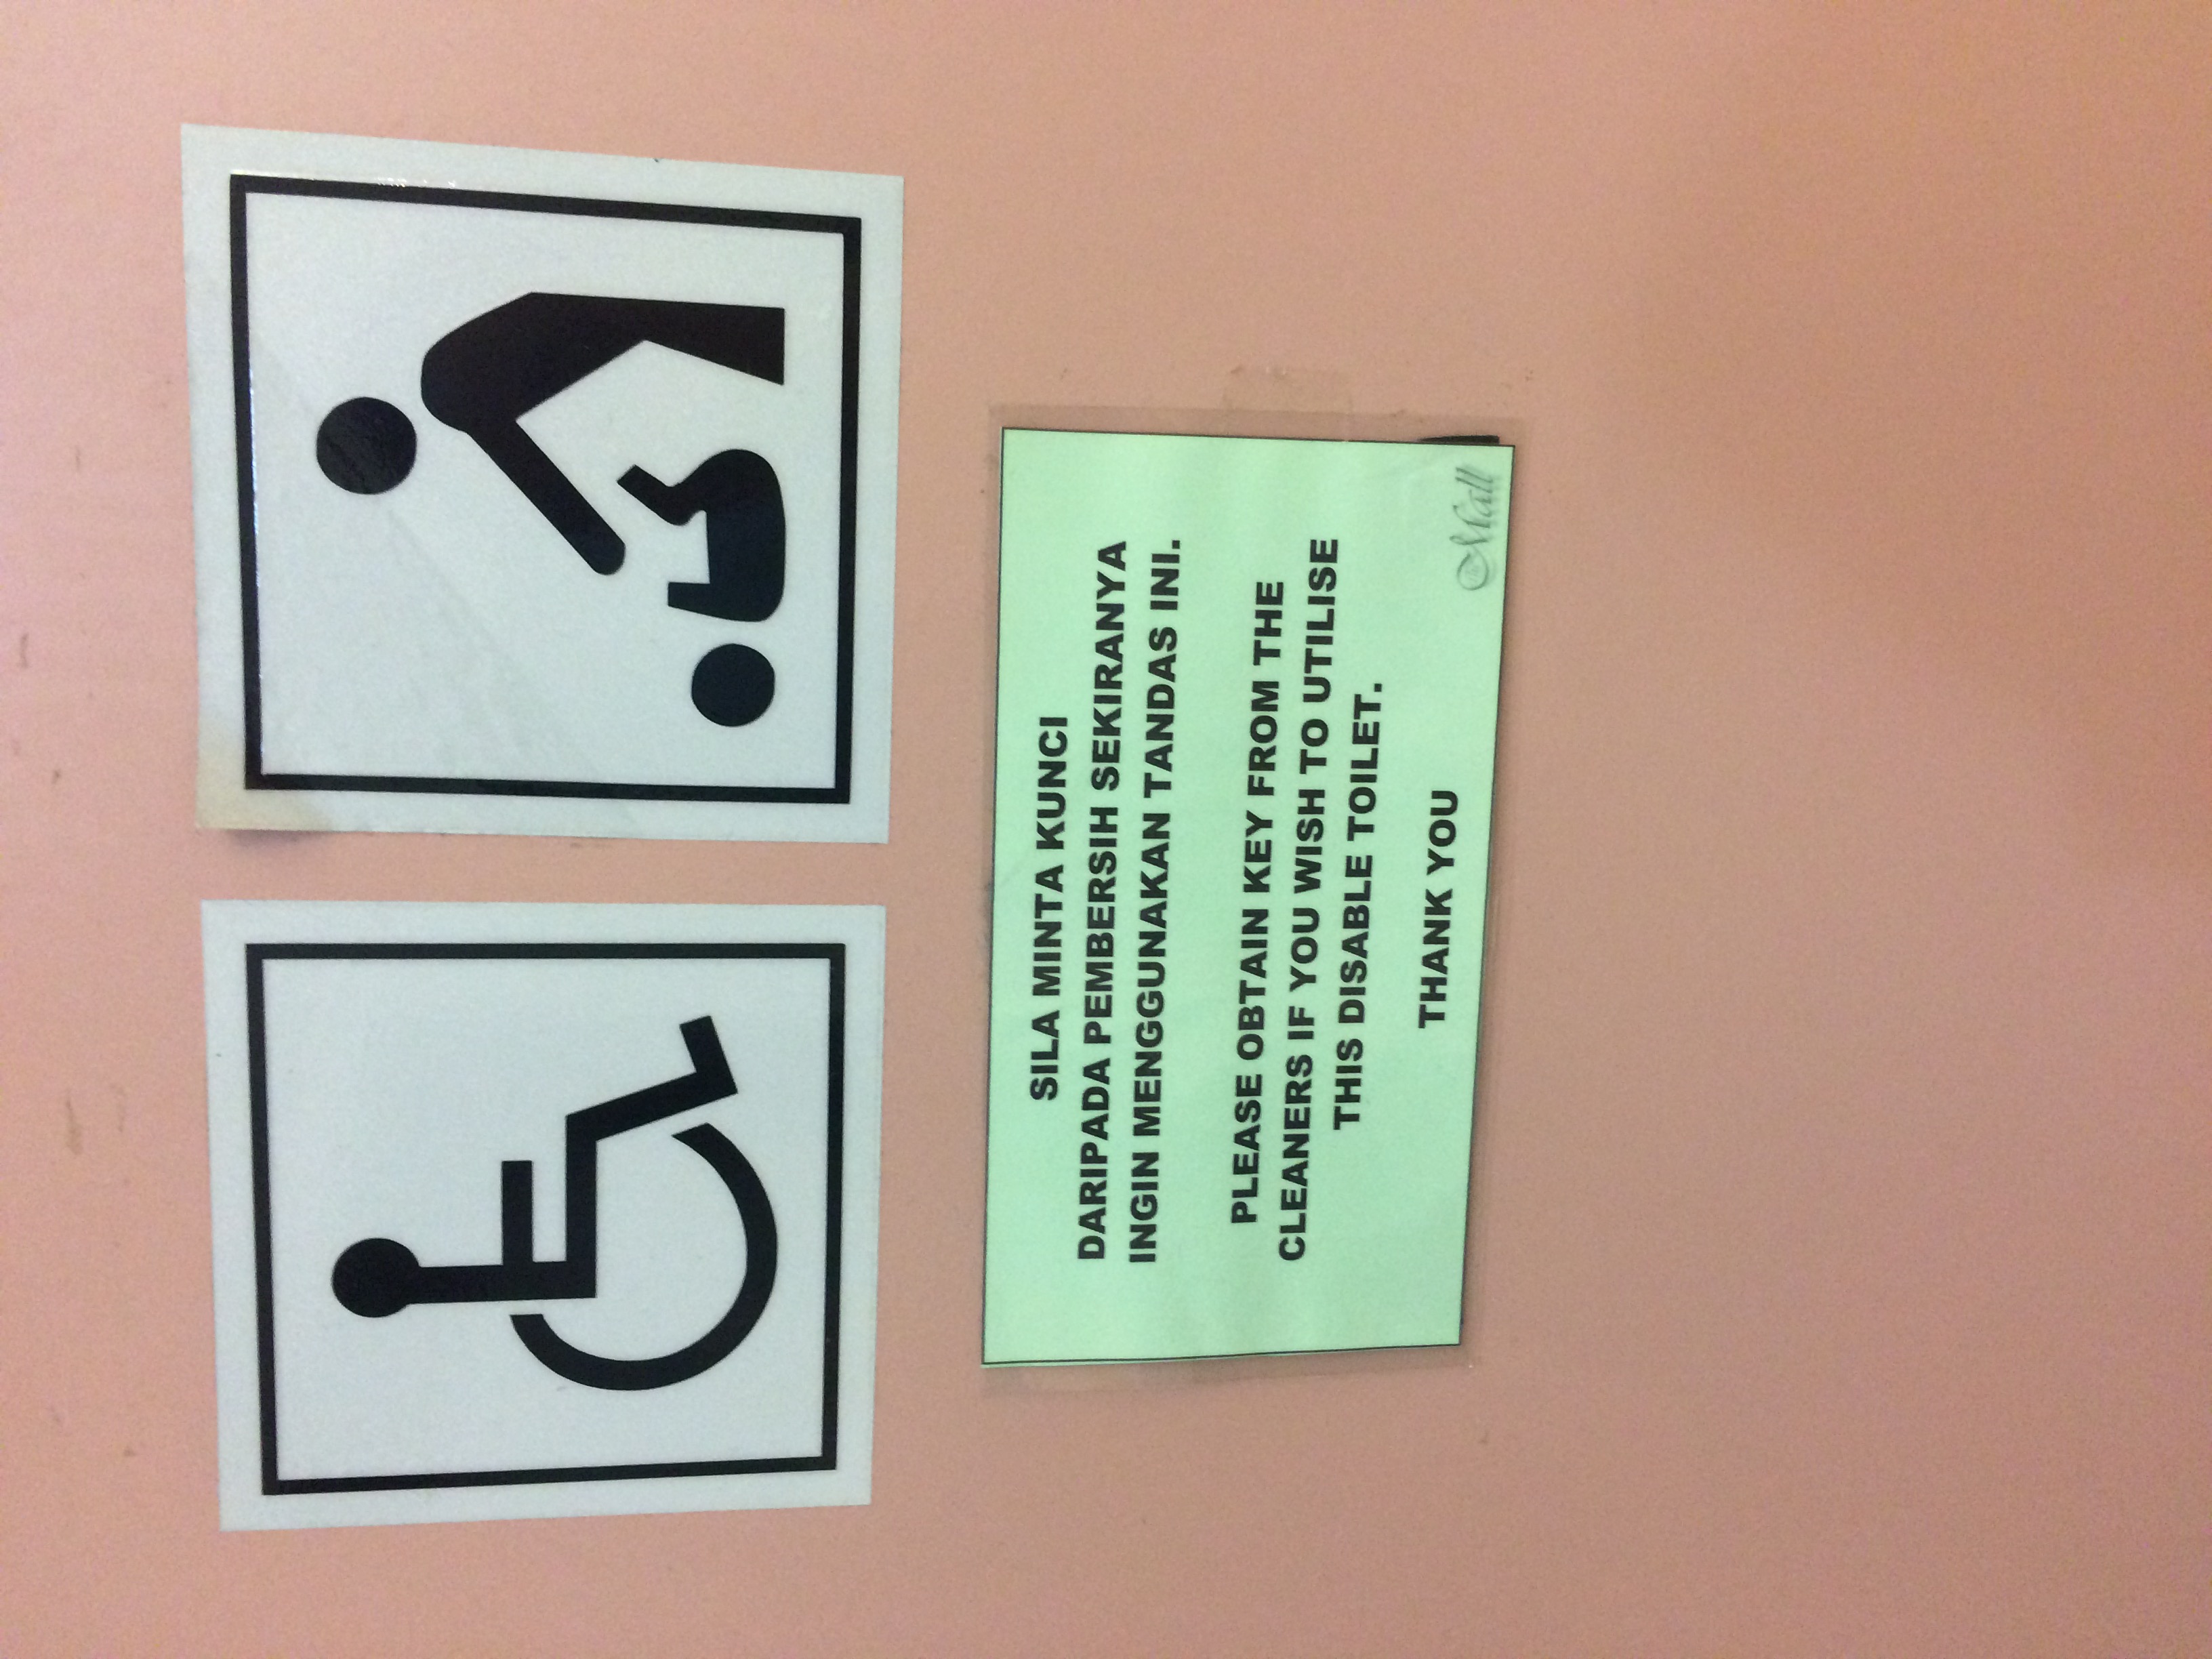 SILA MINTA KUNCI
DARIPADA PEMBERSIH SEKIRANYA
INGIN MENGGUNAKAN TANDAS INI.
PLEASE OBTAIN KEY FROM THE
CLEANERS IF YOU WISH TO UTILISE
THIS DISABLE TOILET.
THANK YOU
The Mall